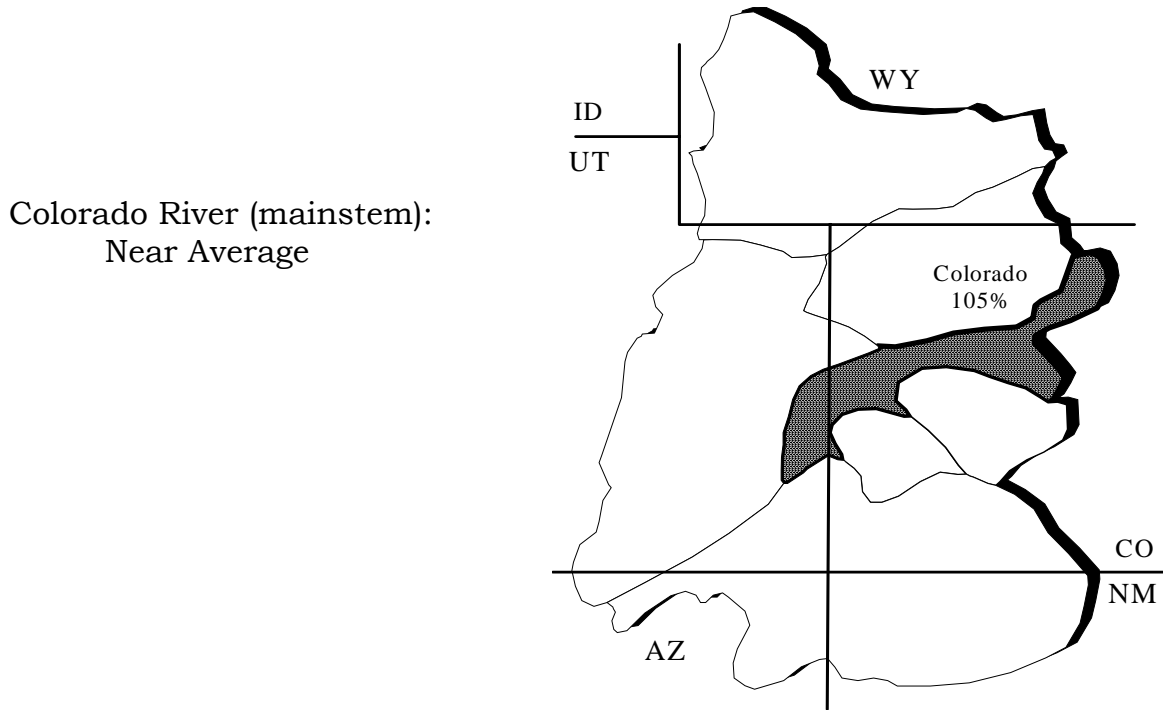 Colorado River (mainstem):
Near Average
WY
ID
UT
Colorado
105%
CO
NM
AZ